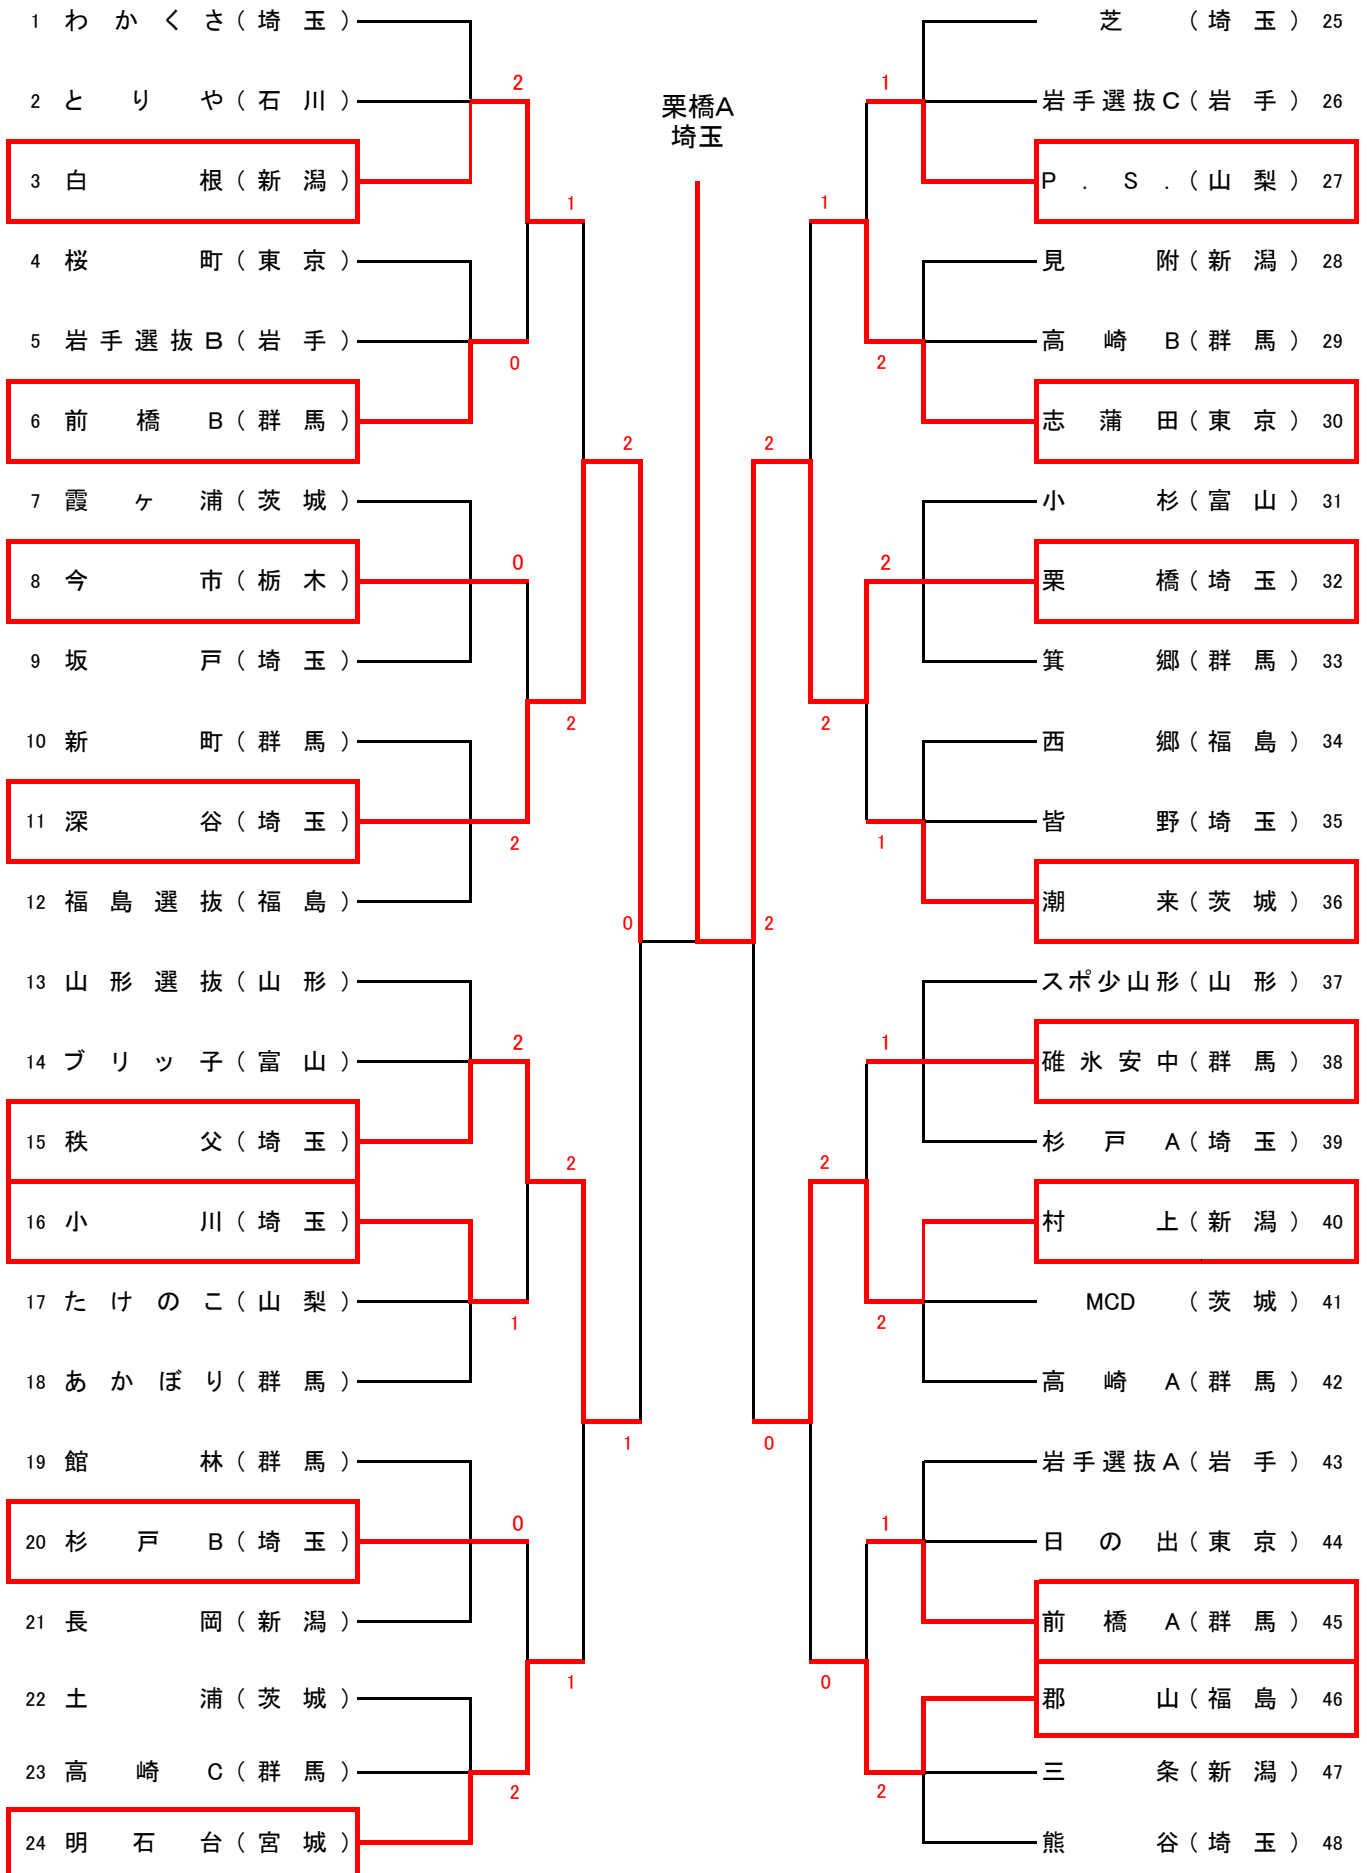 1 わかくさ(埼玉)
2 とりや(石川)
3 白根(新潟)
4 桜町(東京)
5 岩手選抜B(岩手)
6 前橋B(群馬)
7 霞ヶ浦(茨城)
8 今市(栃木)
9 坂戸(埼玉)
10 新町(群馬)
11 深谷(埼玉)
12 福島選抜(福島)
13 山形選抜(山形)
14 ブリッ子(富山)
15 秩父(埼玉)
16 小川(埼玉)
17 たけのこ(山梨)
18 あかぼり(群馬)
19 館林(群馬)
20 杉戸B(埼玉)
21 長岡(新潟)
22 土浦(茨城)
23 高崎C(群馬)
24 明石台(宮城)
2
0
0
2
2
1
0
2
1
2
2
1
2
1
0
栗橋A
埼玉
2
2
0
1
2
2
0
1
2
2
1
1
2
1
2
芝(埼玉) 25
岩手選抜C(岩手) 26
P.S.(山梨) 27
見附(新潟) 28
高崎B(群馬) 29
志蒲田(東京) 30
小杉(富山) 31
栗橋(埼玉) 32
箕郷(群馬) 33
西郷(福島) 34
皆野(埼玉) 35
潮来(茨城) 36
スポ少山形(山形) 37
碓氷安中(群馬) 38
杉戸A(埼玉) 39
村上(新潟) 40
MCD(茨城) 41
高崎A(群馬) 42
岩手選抜A(岩手) 43
日の出(東京) 44
前橋A(群馬) 45
郡山(福島) 46
三条(新潟) 47
熊谷(埼玉) 48